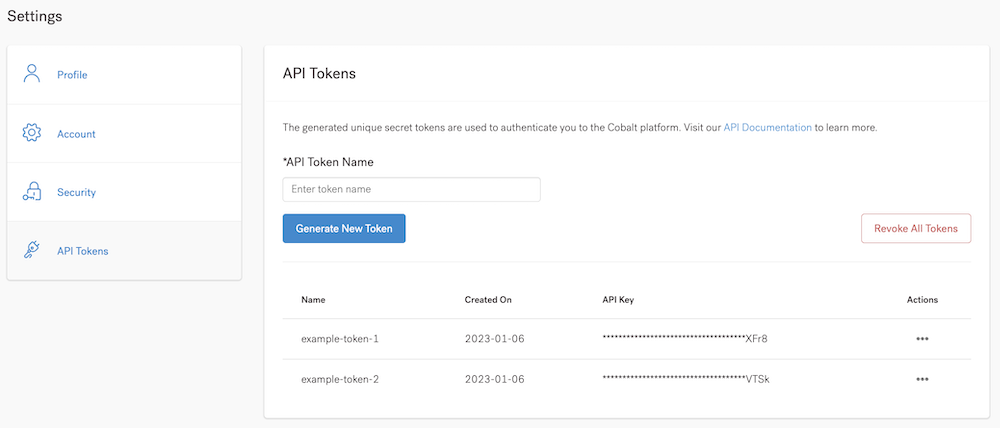 Settings
Profile
Account
Security
API Tokens
API Tokens
The generated unique secret tokens are used to authenticate you to the Cobalt platform. Visit our API Documentation to learn more.
*API Token Name
Enter token name
Generate New Token
Revoke All Tokens
Name Created On API Key Actions
example-token-1 2023-01-06 ************************************XFr8 •••
example-token-2 2023-01-06 ************************************VTSk •••